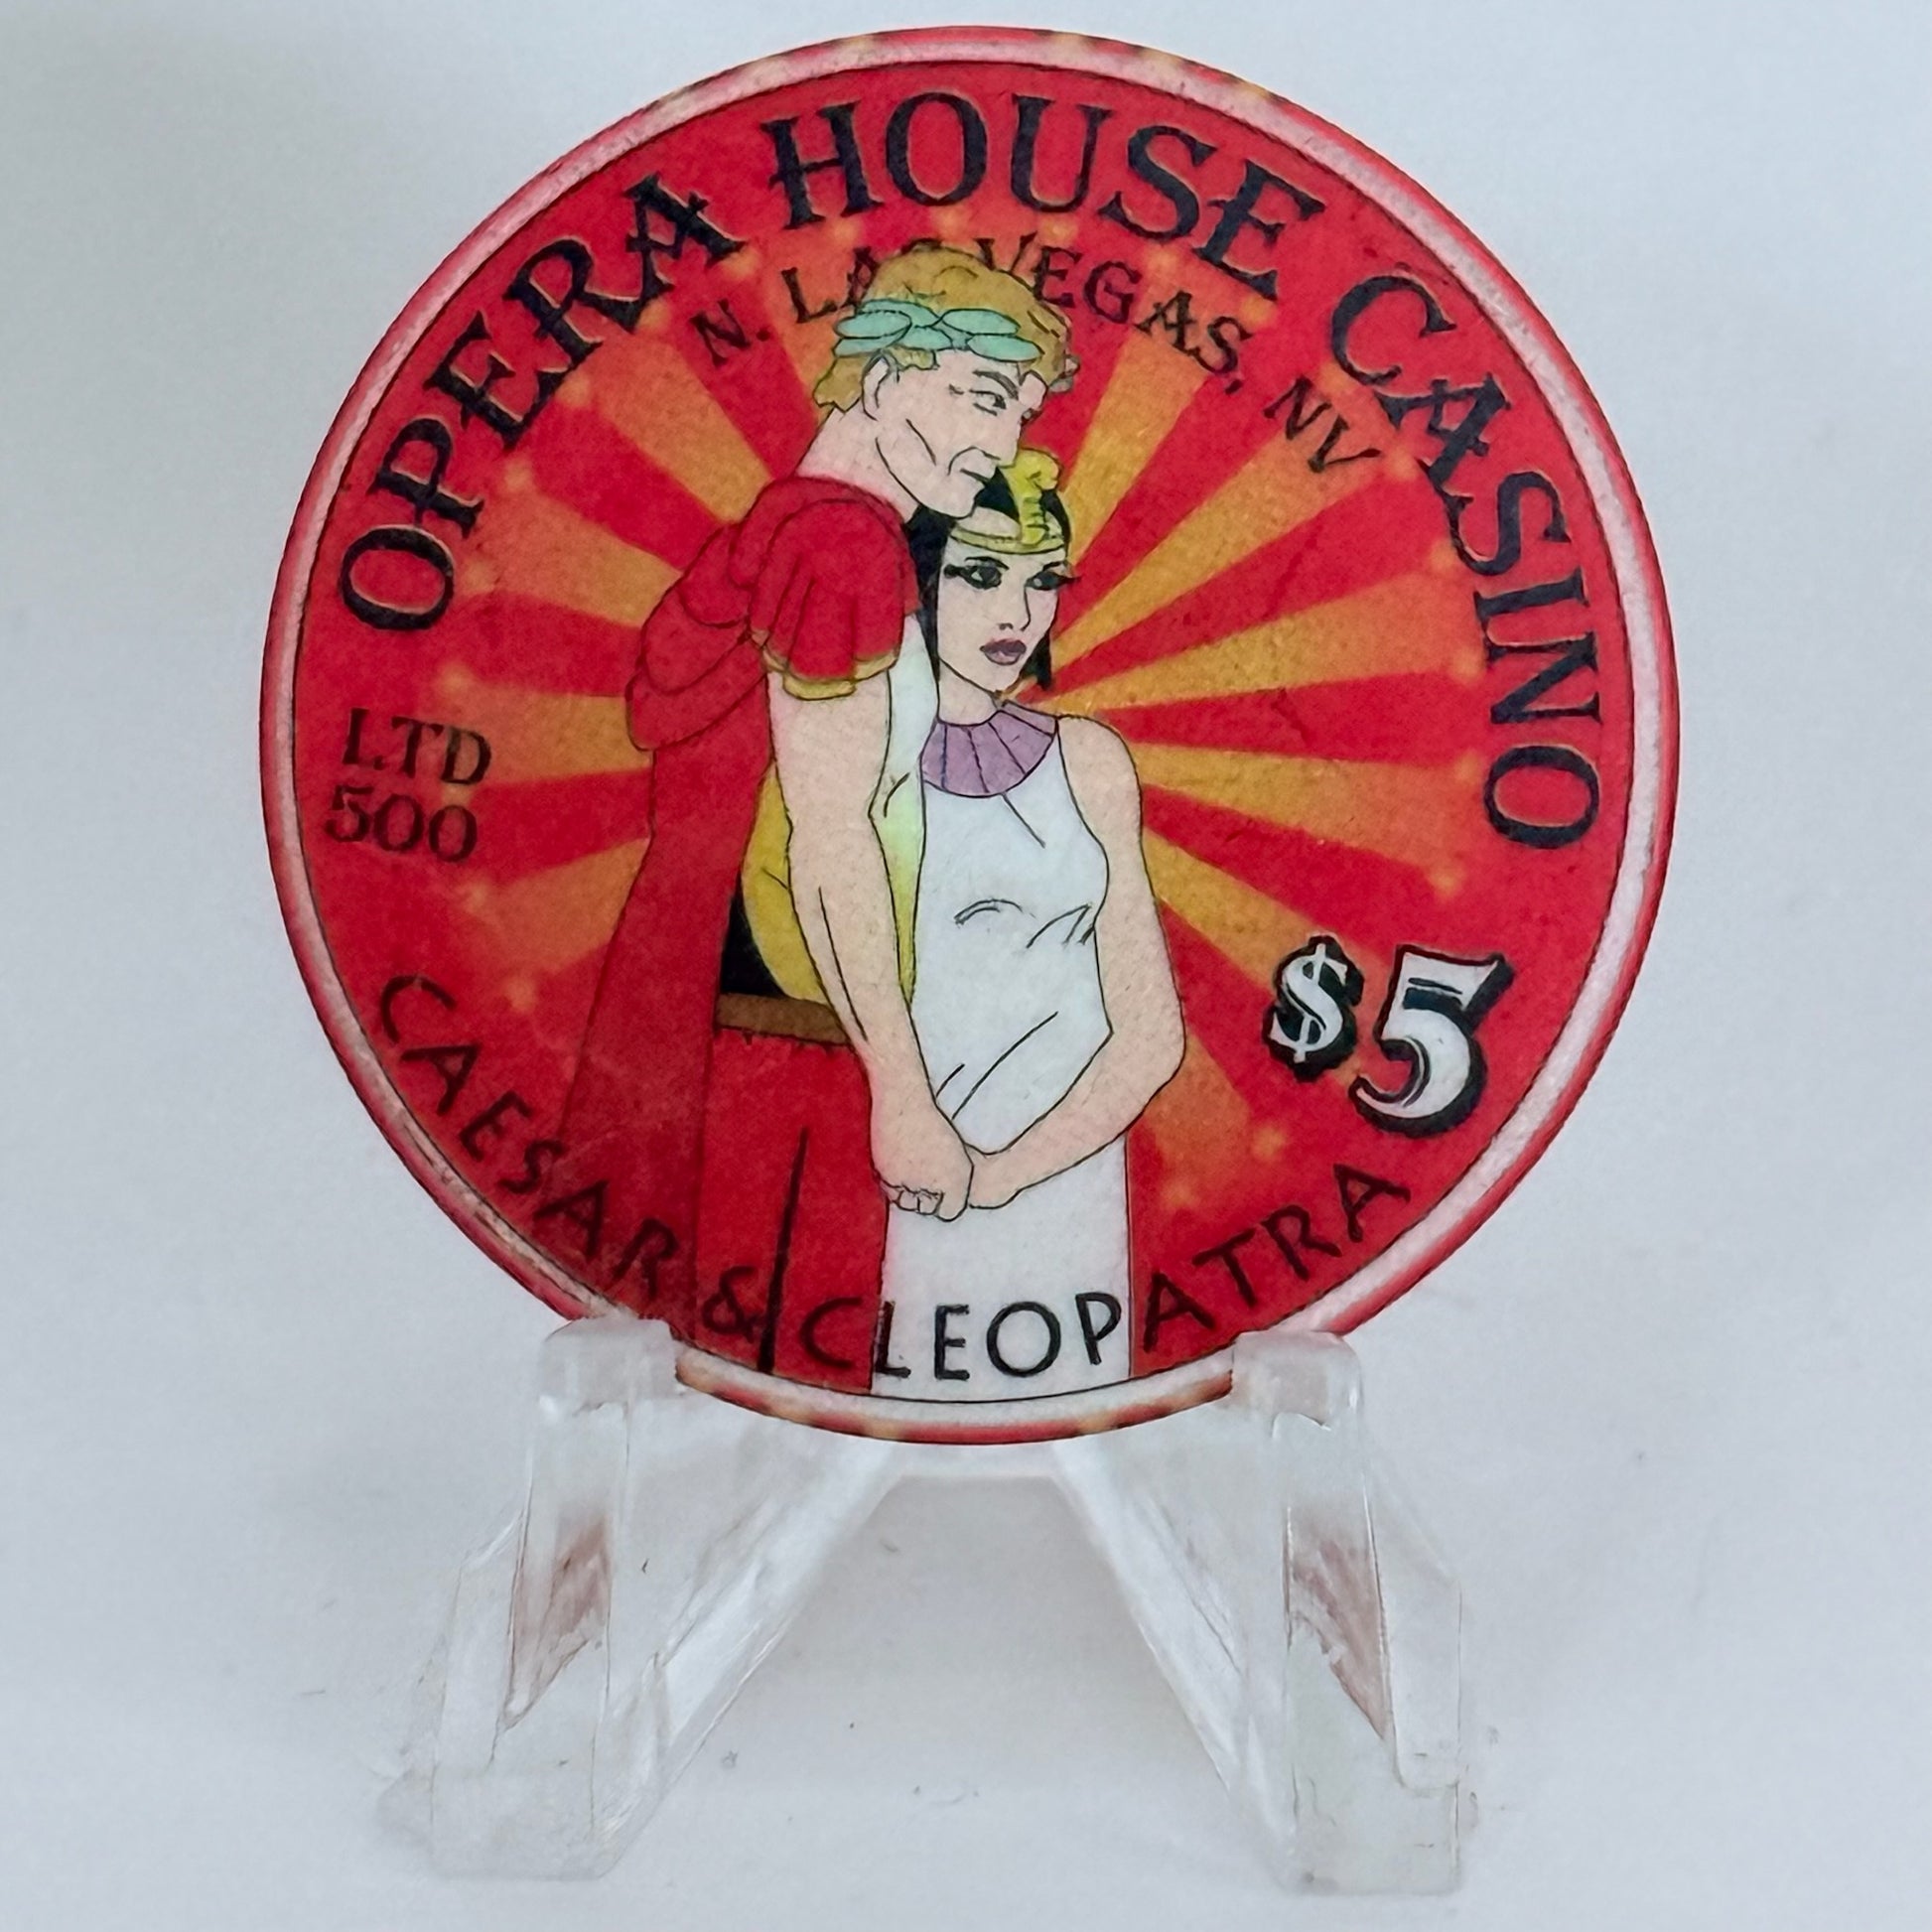 OPERA HOUSE CASINO
N. LAS VEGAS, NV
LTD
500
$5
CAESAR & CLEOPATRA